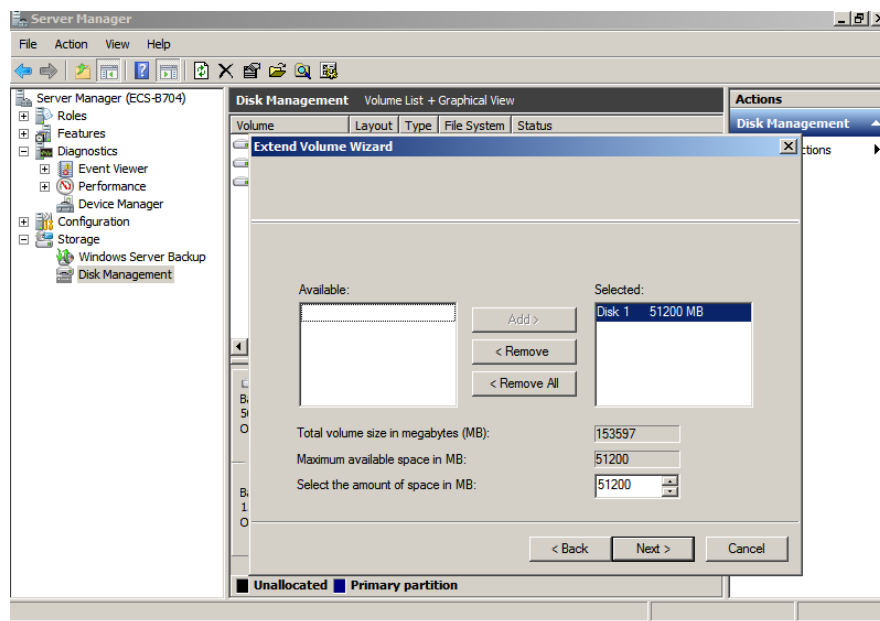 Server Manager
File Action View Help
Server Manager (ECS-B704)
Roles
Features
Diagnostics
Event Viewer
Performance
Device Manager
Configuration
Storage
Windows Server Backup
Disk Management
Disk Management Volume List + Graphical View
Volume Layout Type File System Status
Actions
Disk Management
ctions
Extend Volume Wizard
Available:
Selected:
Add >
Disk 1 51200 MB
< Remove
< Remove All
Total volume size in megabytes (MB): 153597
Maximum available space in MB: 51200
Select the amount of space in MB: 51200
< Back Next > Cancel
Unallocated Primary partition